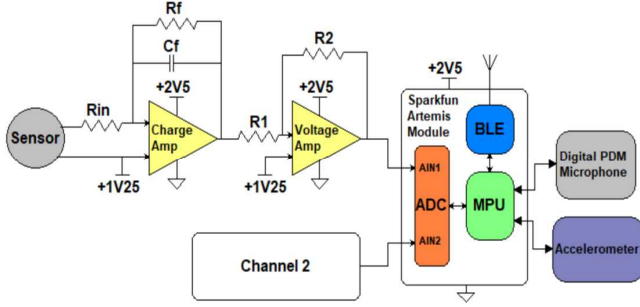 Rf
Cf
R2
+2V5
+2V5
+2V5
Sparkfun
Artemis
Module
Rin
Sensor
Charge
Amp
R1
Voltage
Amp
BLE
+1V25
+1V25
AIN1
ADC
AIN2
MPU
Digital PDM
Microphone
Accelerometer
Channel 2